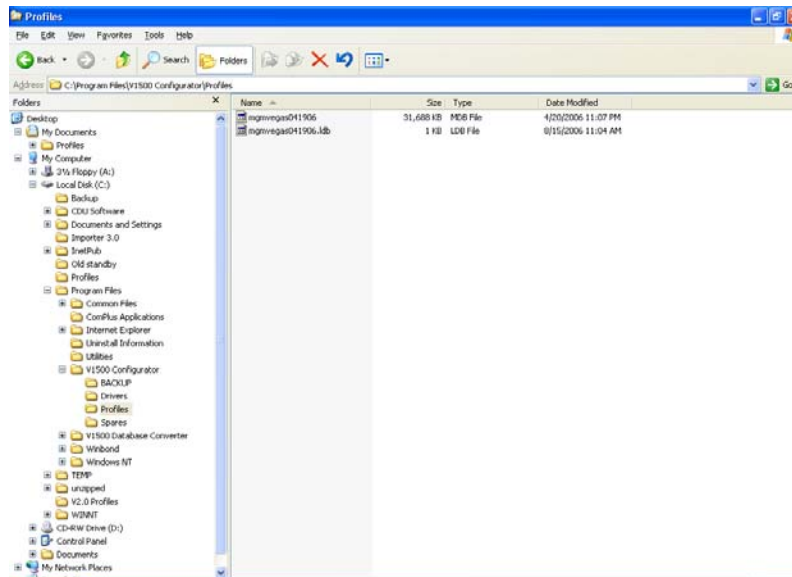 Profiles
File Edit View Favorites Tools Help
Back Search Folders
Address C:\Program Files\V1500 Configurator\Profiles Go
Folders X Name Size Type Date Modified
mgmvegas041906 31,688 KB MDB File 4/20/2006 11:07 PM
mgmvegas041906.ldb 1 KB LDB File 8/15/2006 11:04 AM
Desktop
My Documents
Profiles
My Computer
3½ Floppy (A:)
Local Disk (C:)
Backup
CDU Software
Documents and Settings
Importer 3.0
InetPub
Old standby
Profiles
Program Files
Common Files
ComPlus Applications
Internet Explorer
Uninstall Information
Utilities
V1500 Configurator
BACKUP
Drivers
Profiles
Spares
V1500 Database Converter
Winbond
Windows NT
TEMP
unzipped
V2.0 Profiles
WINNT
CD-RW Drive (D:)
Control Panel
Documents
My Network Places